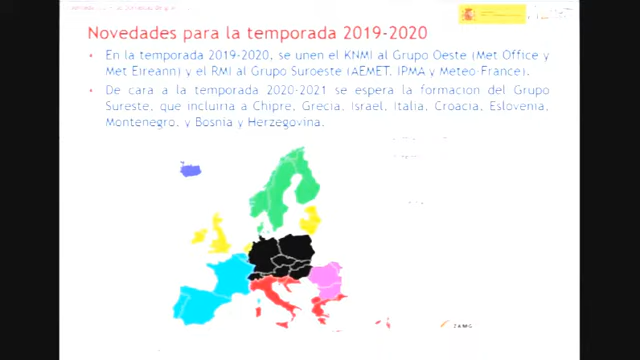 Novedades para la temporada 2019-2020
• En la temporada 2019-2020, se unen el KNMI al Grupo Oeste (Met Office y
Met Eireann) y el RMI al Grupo Suroeste (AEMET, IPMA y Meteo-France).
• De cara a la temporada 2020-2021 se espera la formación del Grupo
Sureste, que incluiría a Chipre, Grecia, Israel, Italia, Croacia, Eslovenia,
Montenegro, y Bosnia y Herzegovina.
ZAMG